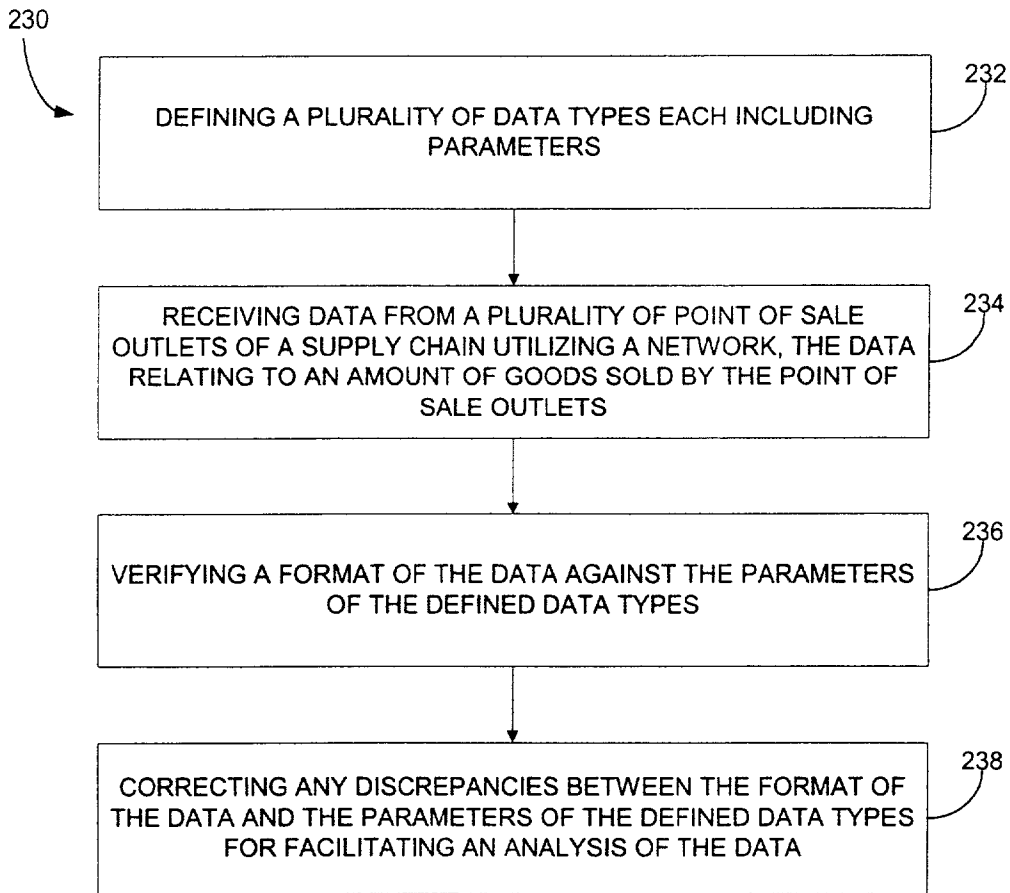 230
232
DEFINING A PLURALITY OF DATA TYPES EACH INCLUDING
PARAMETERS
234
RECEIVING DATA FROM A PLURALITY OF POINT OF SALE
OUTLETS OF A SUPPLY CHAIN UTILIZING A NETWORK, THE DATA
RELATING TO AN AMOUNT OF GOODS SOLD BY THE POINT OF
SALE OUTLETS
236
VERIFYING A FORMAT OF THE DATA AGAINST THE PARAMETERS
OF THE DEFINED DATA TYPES
238
CORRECTING ANY DISCREPANCIES BETWEEN THE FORMAT OF
THE DATA AND THE PARAMETERS OF THE DEFINED DATA TYPES
FOR FACILITATING AN ANALYSIS OF THE DATA